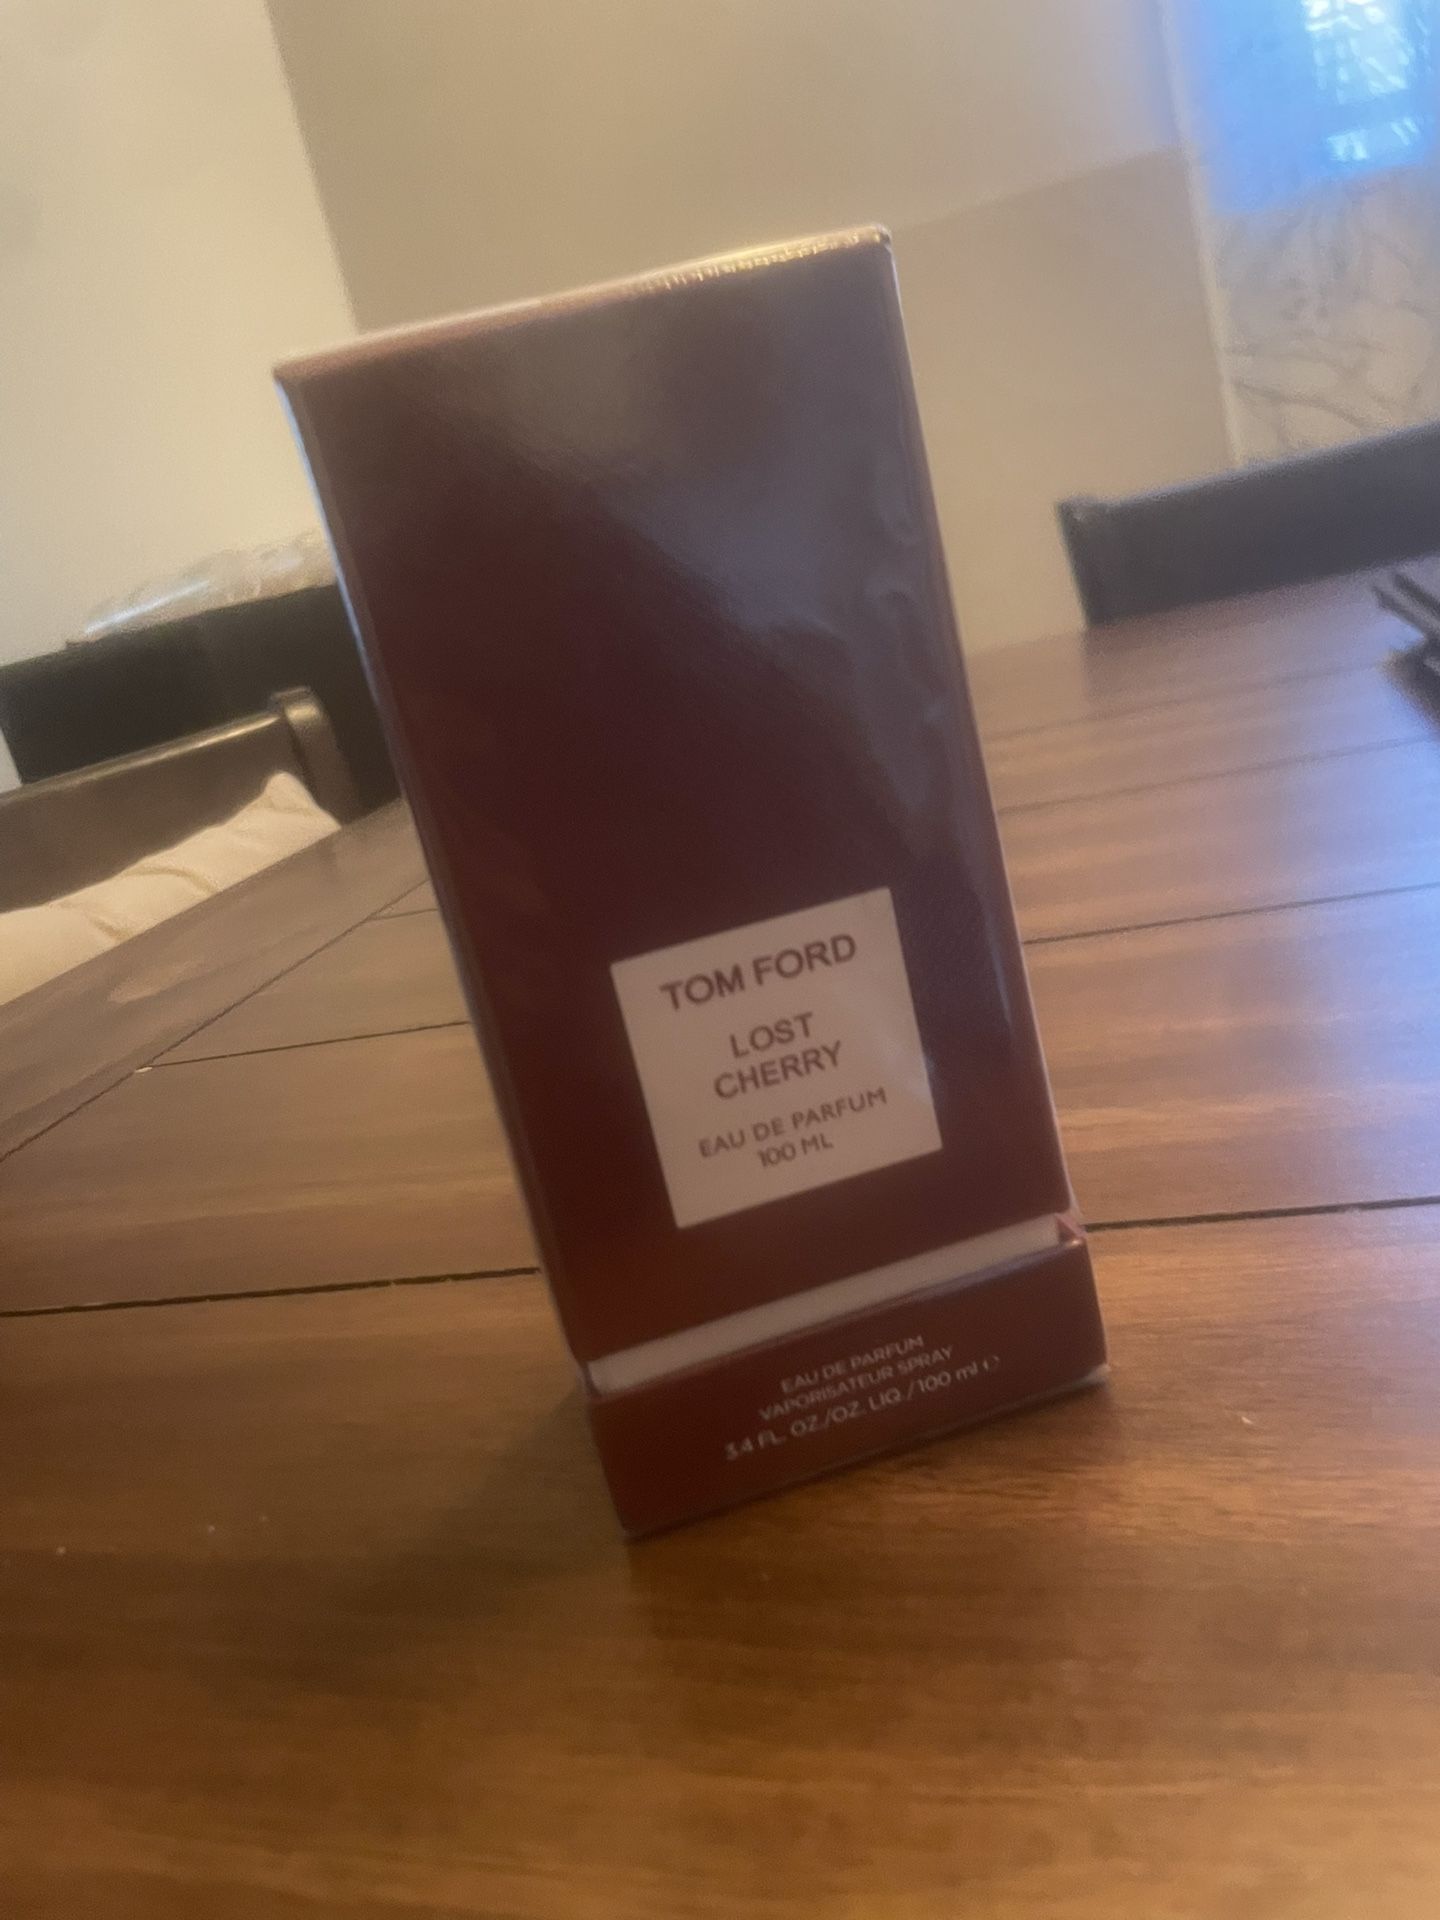 TOM FORD
LOST
CHERRY
EAU DE PARFUM
100 ML
EAU DE PARFUM
VAPORISATEUR SPRAY
3.4 FL. OZ./OZ. LIQ./100 ml ℮